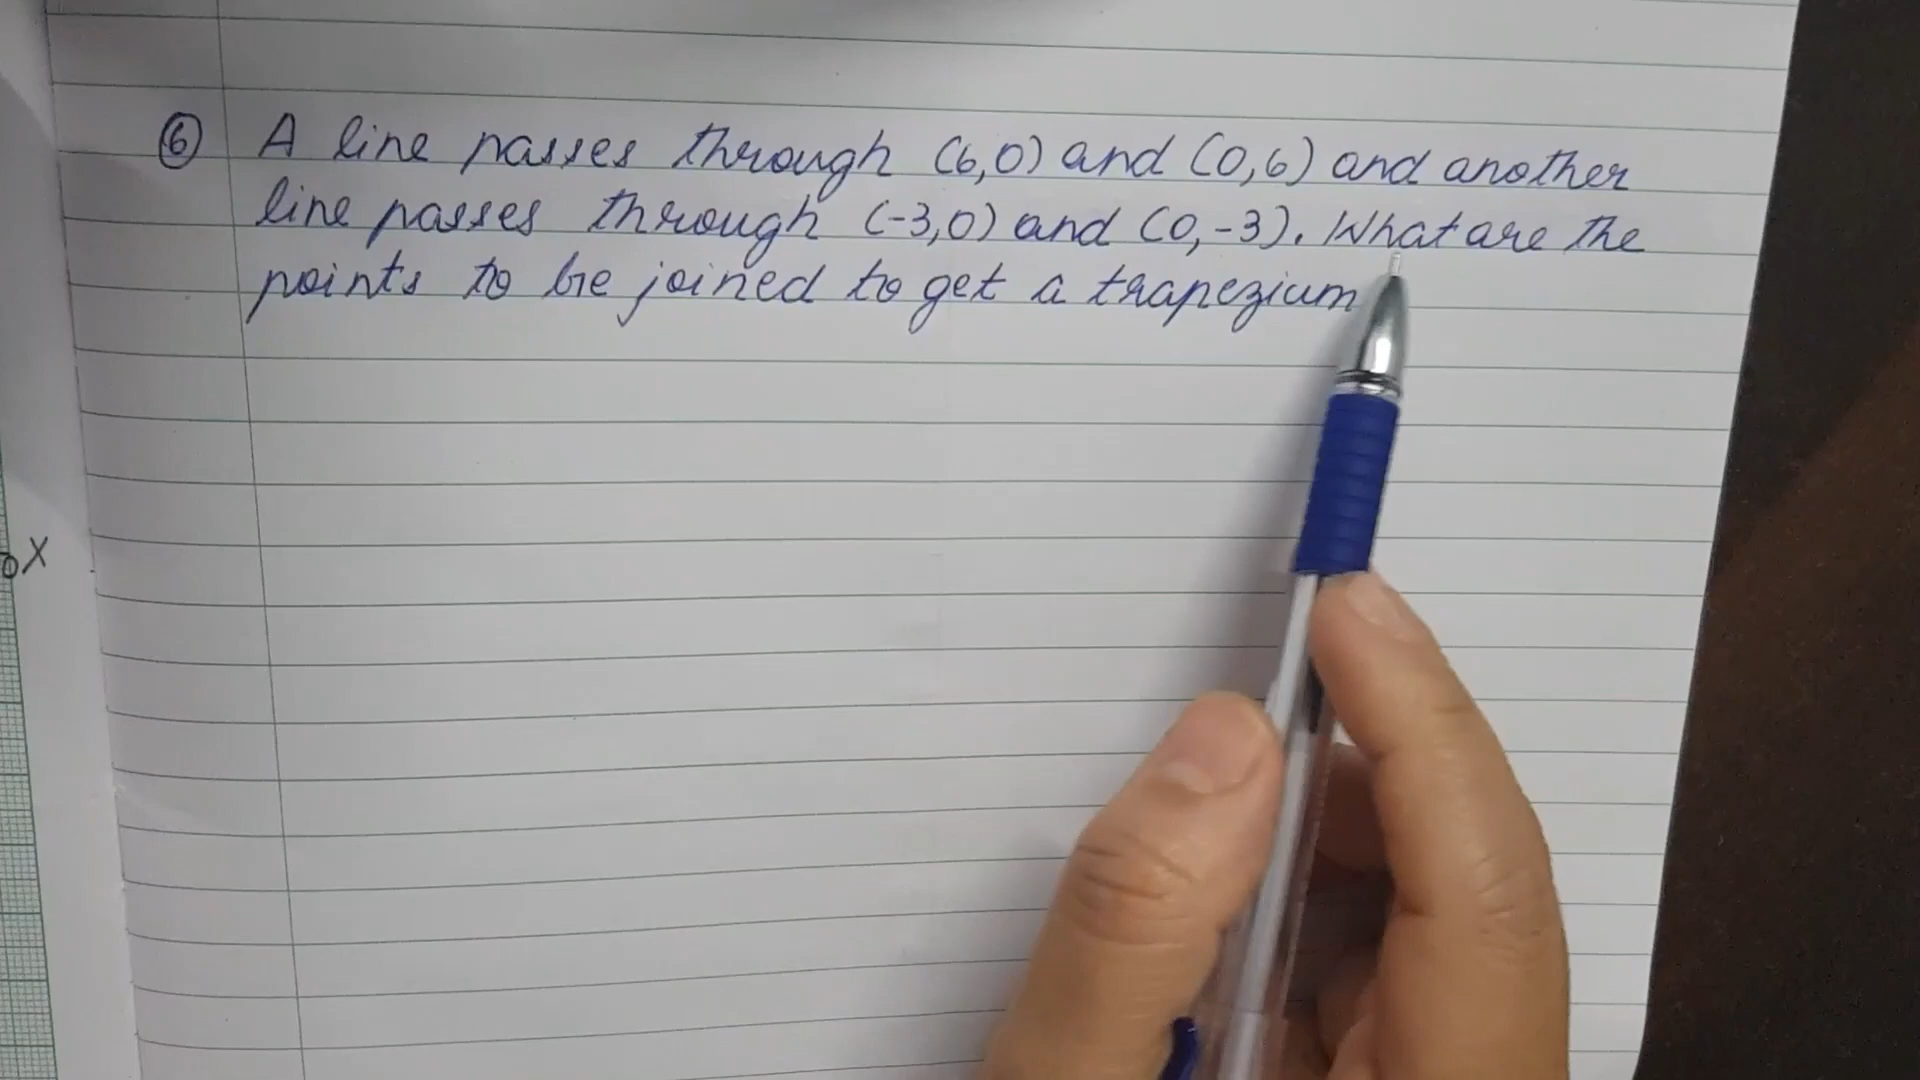 ⑥ A line passes through (6,0) and (0,6) and another
line passes through (-3,0) and (0,-3). What are the
points to be joined to get a trapezium
X